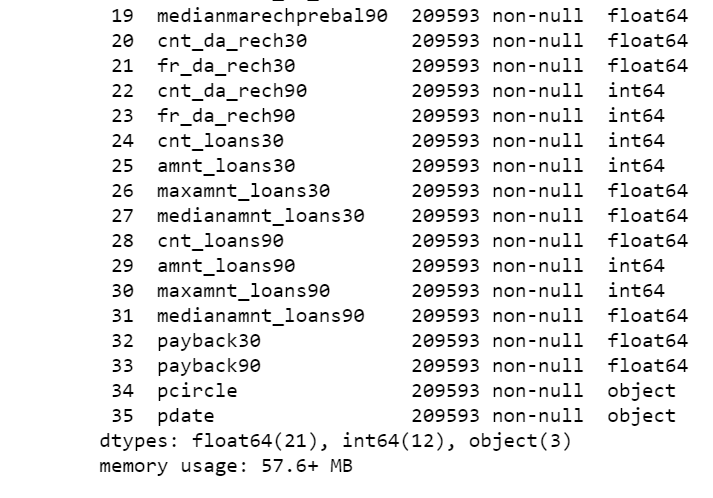 19 medianmarechprebal90 209593 non-null float64
20 cnt_da_rech30 209593 non-null float64
21 fr_da_rech30 209593 non-null float64
22 cnt_da_rech90 209593 non-null int64
23 fr_da_rech90 209593 non-null int64
24 cnt_loans30 209593 non-null int64
25 amnt_loans30 209593 non-null int64
26 maxamnt_loans30 209593 non-null float64
27 medianamnt_loans30 209593 non-null float64
28 cnt_loans90 209593 non-null float64
29 amnt_loans90 209593 non-null int64
30 maxamnt_loans90 209593 non-null int64
31 medianamnt_loans90 209593 non-null float64
32 payback30 209593 non-null float64
33 payback90 209593 non-null float64
34 pcircle 209593 non-null object
35 pdate 209593 non-null object
dtypes: float64(21), int64(12), object(3)
memory usage: 57.6+ MB